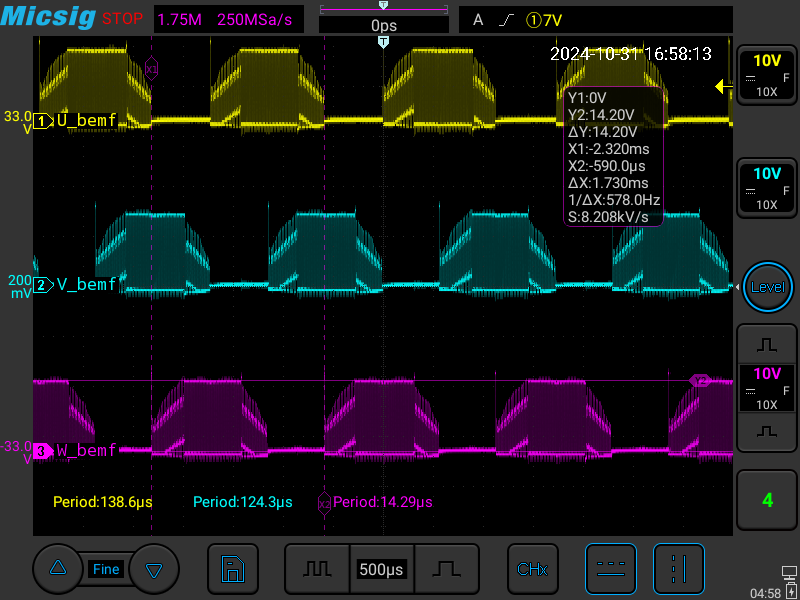 Micsig STOP 1.75M 250MSa/s 0ps A ①7V
T
2024-10-31 16:58:13
10V
F
10X
X1
33.0 V 1 U_bemf
Y1:0V
Y2:14.20V
ΔY:14.20V
X1:-2.320ms
X2:-590.0µs
ΔX:1.730ms
1/ΔX:578.0Hz
S:8.208kV/s
10V
F
10X
200 mV 2 V_bemf
Level
10V
F
10X
Y2
-33.0 V 3 W_bemf
Period:138.6µs Period:124.3µs X2 Period:14.29µs
4
Fine 500µs CHx
04:58